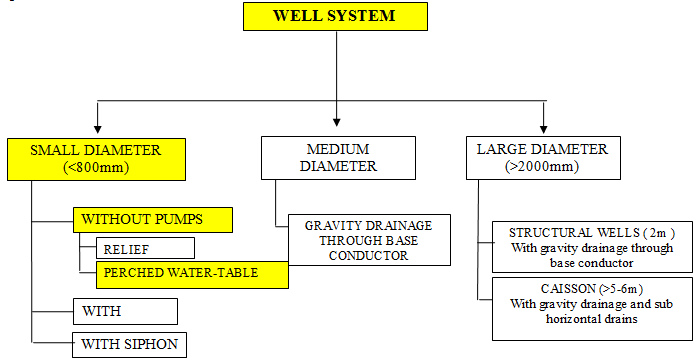 WELL SYSTEM
SMALL DIAMETER
(<800mm)
MEDIUM
DIAMETER
LARGE DIAMETER
(>2000mm)
WITHOUT PUMPS
RELIEF
PERCHED WATER-TABLE
WITH
WITH SIPHON
GRAVITY DRAINAGE
THROUGH BASE
CONDUCTOR
STRUCTURAL WELLS ( 2m )
With gravity drainage through
base conductor
CAISSON (>5-6m)
With gravity drainage and sub
horizontal drains